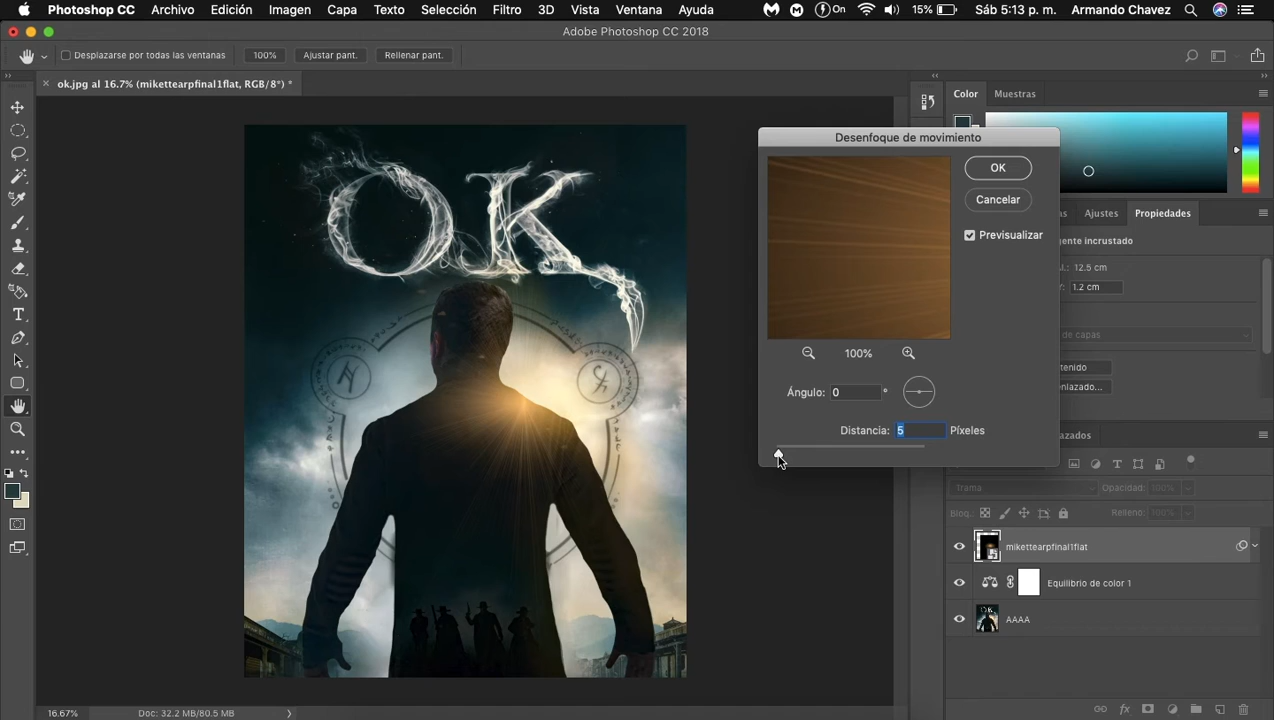 Photoshop CC Archivo Edición Imagen Capa Texto Selección Filtro 3D Vista Ventana Ayuda On 15% Sáb 5:13 p. m. Armando Chavez
Adobe Photoshop CC 2018
Desplazarse por todas las ventanas 100% Ajustar pant. Rellenar pant.
ok.jpg al 16.7% (mikettearpfinal1flat, RGB/8*) *
Color Muestras
OK
Desenfoque de movimiento
OK
Cancelar
Previsualizar
100%
Ángulo: 0 °
Distancia: 5 Píxeles
Ajustes Propiedades
gente incrustado
12.5 cm
Y: 1.2 cm
de capas
tenido
nlazado...
azados
Trama Opacidad: 100%
Bloq.: Relleno: 100%
mikettearpfinal1flat
Equilibrio de color 1
AAAA
16.67% Doc: 32.2 MB/80.5 MB